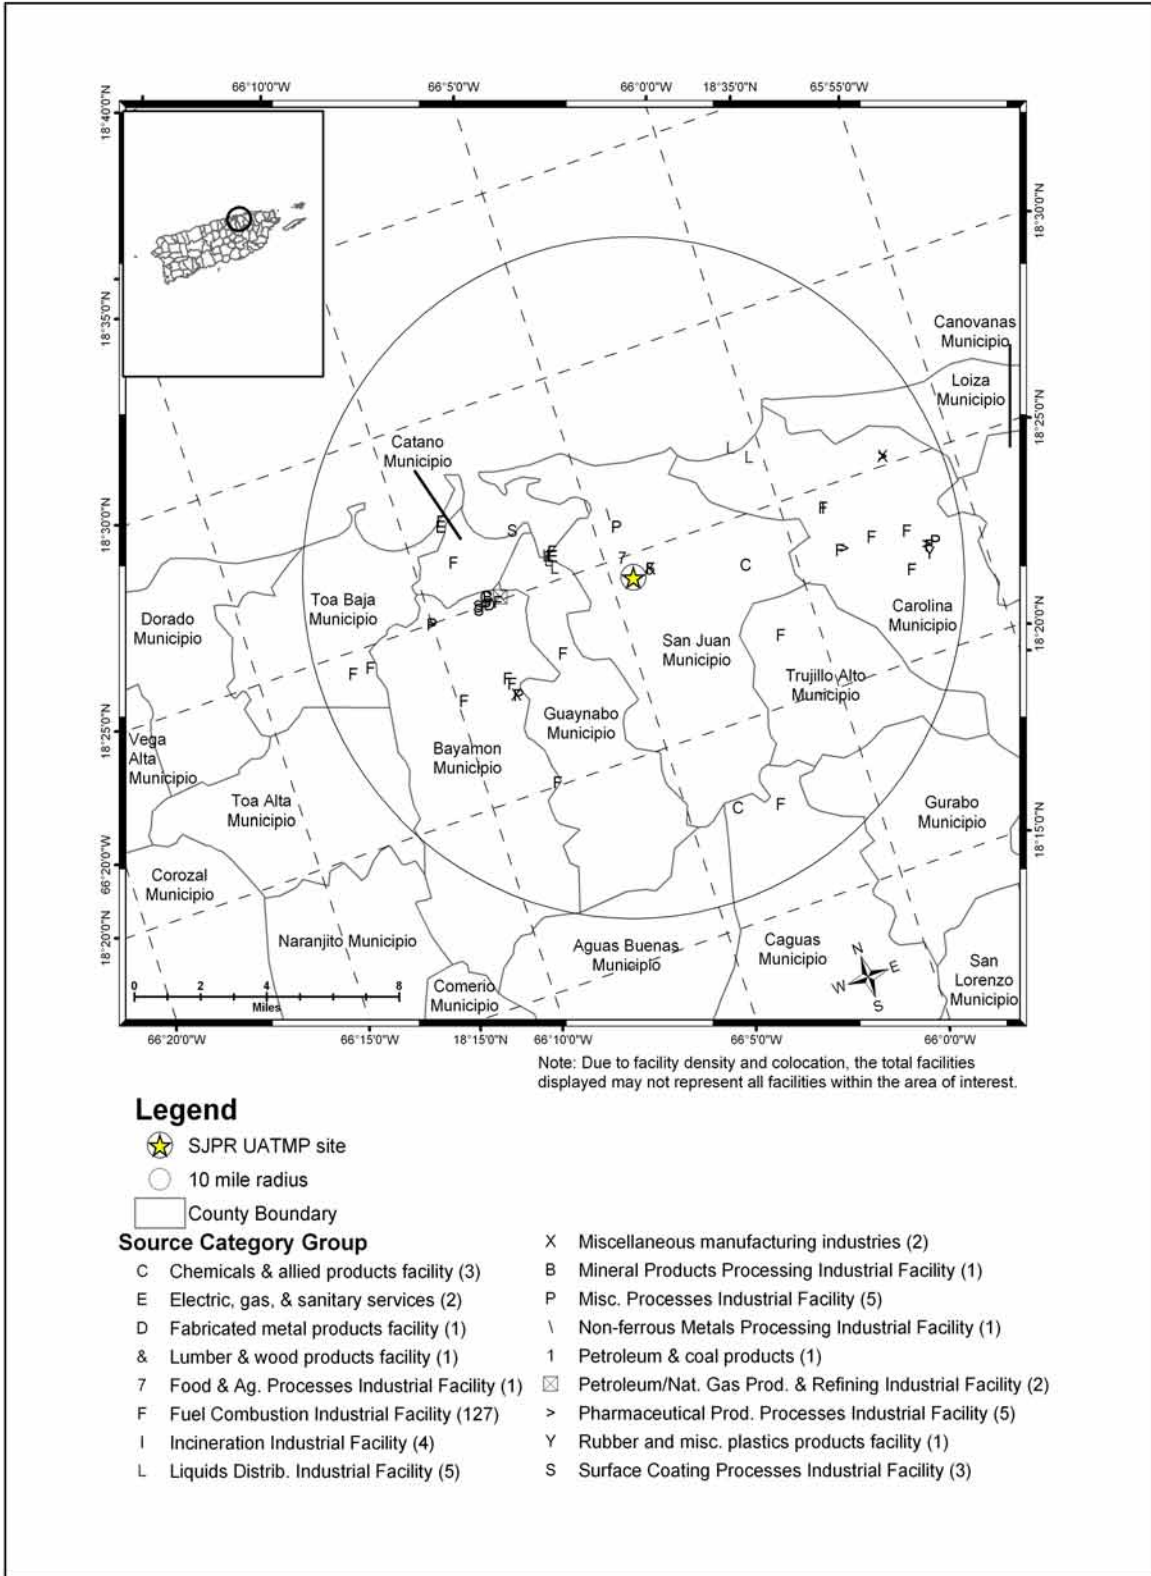 66°10'0"W 66°5'0"W 66°0'0"W 18°35'0"N 65°55'0"W
18°40'0"N
18°30'0"N
18°35'0"N
Canovanas
Municipio
Loiza
Municipio
18°25'0"N
Catano
Municipio
L
L
X
F
E
E
S
P
18°30'0"N
F
F
F
P
7
Y
F
&
C
F
Toa Baja
Municipio
Dorado
Municipio
Carolina
Municipio
18°20'0"N
P
F
San Juan
Municipio
F
F
F
F
F
Trujillo Alto
Municipio
F
Guaynabo
Municipio
18°25'0"N
Vega
Alta
Municipio
Bayamon
Municipio
F
Toa Alta
Municipio
C
F
Gurabo
Municipio
18°15'0"N
66°20'0"W
Corozal
Municipio
18°20'0"N
Naranjito Municipio
Aguas Buenas
Municipio
Caguas
Municipio
N
E
W
S
San
Lorenzo
Municipio
0 2 4 8
Miles
Comerio
Municipio
66°20'0"W 66°15'0"W 18°15'0"N 66°10'0"W 66°5'0"W 66°0'0"W
Note: Due to facility density and colocation, the total facilities
displayed may not represent all facilities within the area of interest.
Legend
SJPR UATMP site
10 mile radius
County Boundary
Source Category Group
C Chemicals & allied products facility (3)
E Electric, gas, & sanitary services (2)
D Fabricated metal products facility (1)
& Lumber & wood products facility (1)
7 Food & Ag. Processes Industrial Facility (1)
F Fuel Combustion Industrial Facility (127)
I Incineration Industrial Facility (4)
L Liquids Distrib. Industrial Facility (5)
X Miscellaneous manufacturing industries (2)
B Mineral Products Processing Industrial Facility (1)
P Misc. Processes Industrial Facility (5)
\ Non-ferrous Metals Processing Industrial Facility (1)
1 Petroleum & coal products (1)
Petroleum/Nat. Gas Prod. & Refining Industrial Facility (2)
> Pharmaceutical Prod. Processes Industrial Facility (5)
Y Rubber and misc. plastics products facility (1)
S Surface Coating Processes Industrial Facility (3)